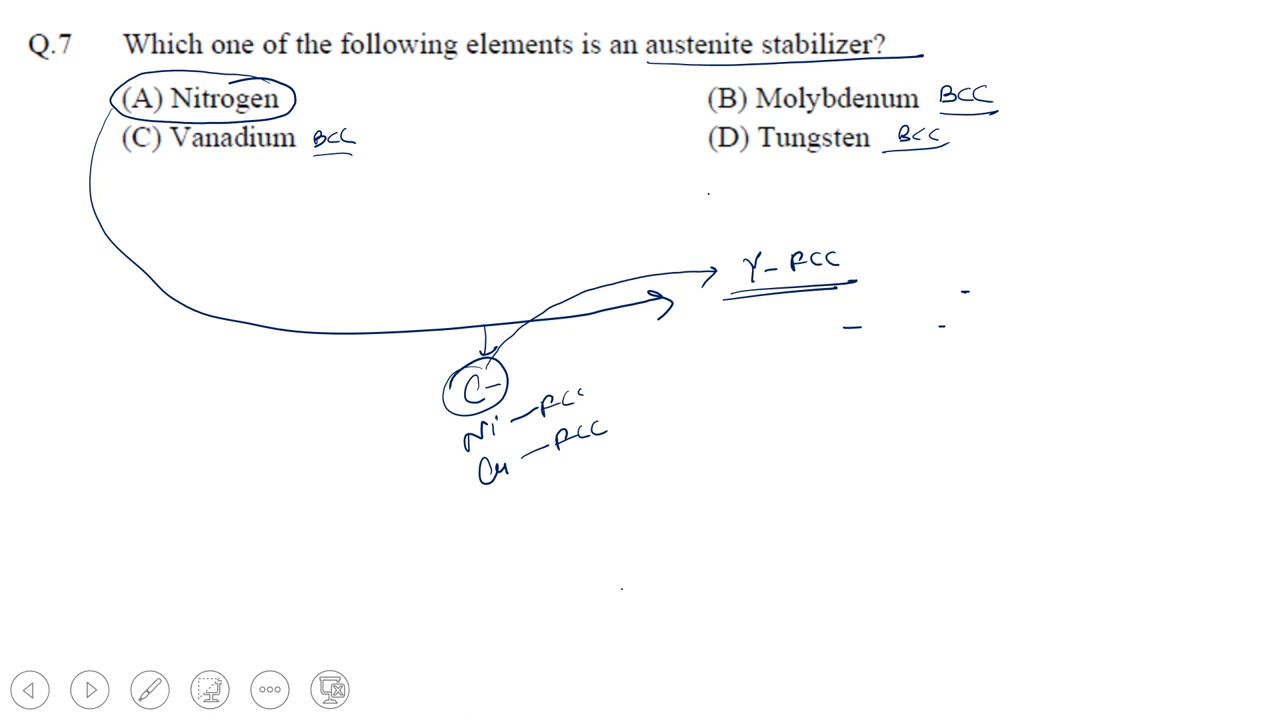 Q.7 Which one of the following elements is an austenite stabilizer?
(A) Nitrogen (B) Molybdenum BCC
(C) Vanadium BCC (D) Tungsten BCC
γ - FCC
C -
Ni - FCC
Cu - FCC